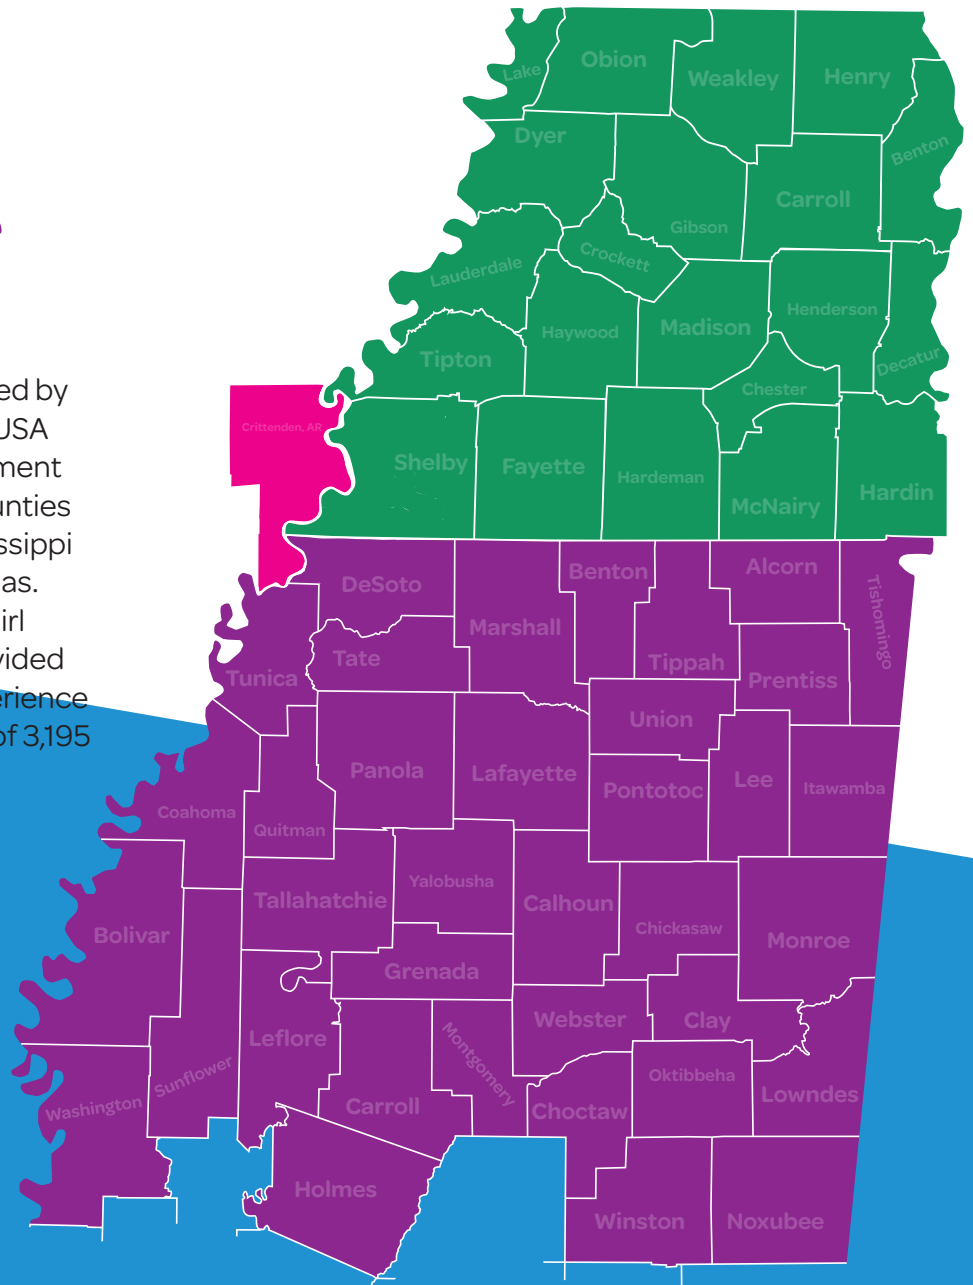 ed by
USA
ment
unties
ssippi
as.
irl
vided
erience
of 3,195
Lake
Obion
Weakley
Henry
Dyer
Benton
Carroll
Gibson
Crockett
Lauderdale
Henderson
Madison
Haywood
Tipton
Decatur
Chester
Crittenden, AR
Shelby
Fayette
Hardeman
McNairy
Hardin
DeSoto
Benton
Alcorn
Tishomingo
Marshall
Tate
Tippah
Tunica
Prentiss
Union
Panola
Lafayette
Pontotoc
Lee
Itawamba
Coahoma
Quitman
Tallahatchie
Yalobusha
Calhoun
Chickasaw
Bolivar
Monroe
Grenada
Leflore
Webster
Clay
Montgomery
Sunflower
Oktibbeha
Washington
Carroll
Choctaw
Lowndes
Holmes
Winston
Noxubee